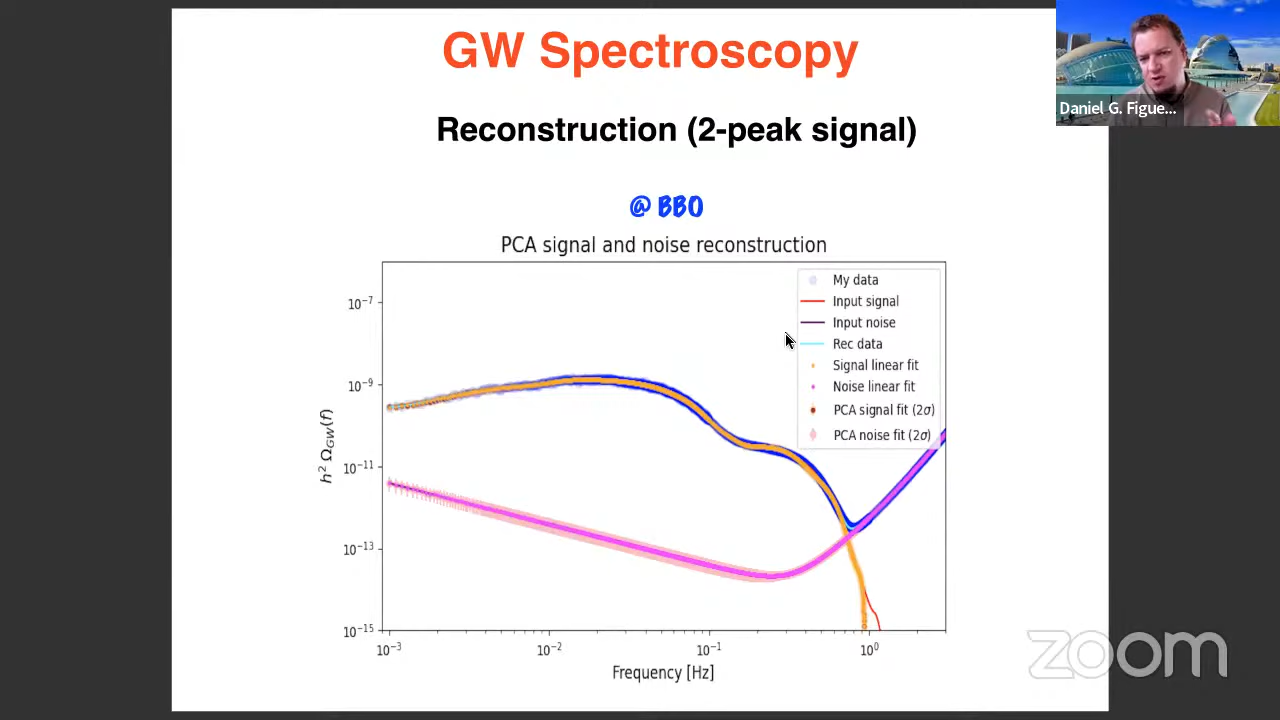 GW Spectroscopy
Daniel G. Figue...
Reconstruction (2-peak signal)
@ BBO
PCA signal and noise reconstruction
My data
Input signal
Input noise
Rec data
Signal linear fit
Noise linear fit
PCA signal fit (2σ)
PCA noise fit (2σ)
10⁻⁷
10⁻⁹
10⁻¹¹
10⁻¹³
10⁻¹⁵
h² Ω_GW(f)
10⁻³ 10⁻² 10⁻¹ 10⁰
Frequency [Hz]
zoom